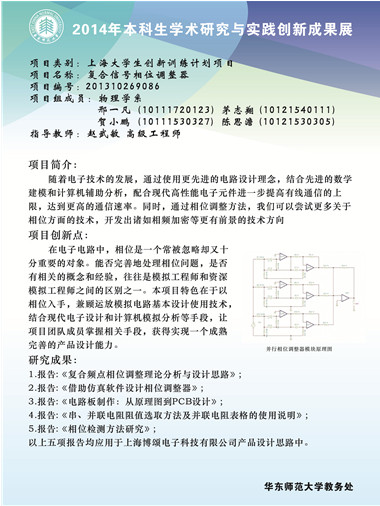 2014年本科生学术研究与实践创新成果展
项目类别：上海大学生创新训练计划项目
项目名称：复合信号相位调整器
项目编号：201310269086
项目组成员：物理学系
邢一凡（10111720123）茅志翔（10121540111）
贺小鹏（10111530327）陈思澹（10121530305）
指导教师：赵武敏 高级工程师
项目简介：
随着电子技术的发展，通过使用更先进的电路设计理念，结合先进的数学
建模和计算机辅助分析，配合现代高性能电子元件进一步提高有线通信的上
限，达到更高的通信速率。同时，通过相位调整方法，我们可以尝试更多关于
相位方面的技术，开发出诸如相频加密等更有前景的技术方向
项目创新点：
在电子电路中，相位是一个常被忽略却又十
分重要的对象。能否完善地处理相位问题，是否
有相关的概念和经验，往往是模拟工程师和资深
模拟工程师之间的区别之一。本项目特色在于以
相位入手，兼顾运放模拟电路基本设计使用技术，
结合现代电子设计和计算机模拟分析等手段，让
项目团队成员掌握相关手段，获得实现一个成熟
完善的产品设计能力。
并行相位调整器模块原理图
研究成果：
1.报告：《复合频点相位调整理论分析与设计思路》；
2.报告：《借助仿真软件设计相位调整器》；
3.报告：《电路板制作：从原理图到PCB设计》；
4.报告：《串、并联电阻阻值选取方法及并联电阻表格的使用说明》；
5.报告：《相位检测方法研究》；
以上五项报告均应用于上海博颂电子科技有限公司产品设计思路中。
华东师范大学教务处